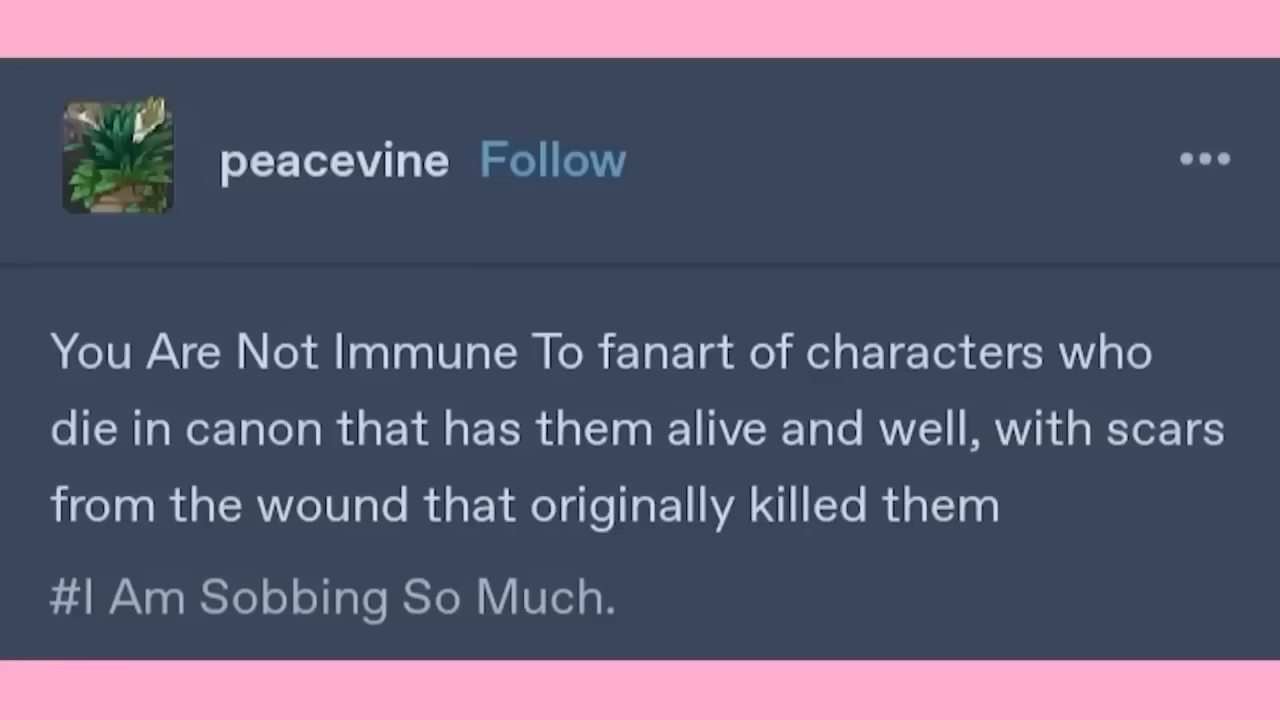 peacevine Follow
You Are Not Immune To fanart of characters who
die in canon that has them alive and well, with scars
from the wound that originally killed them
#I Am Sobbing So Much.